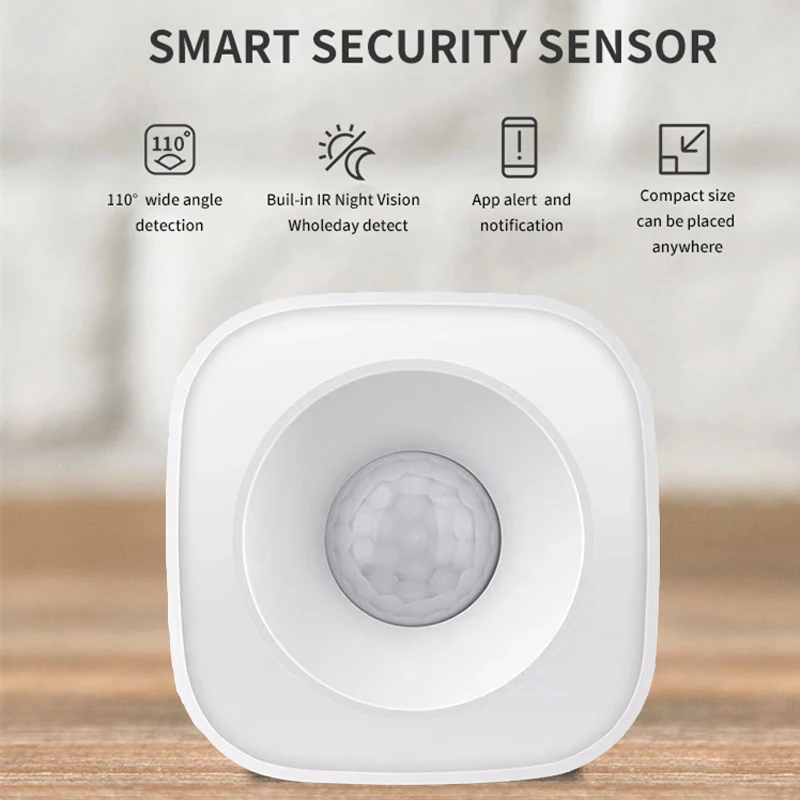 SMART SECURITY SENSOR
110°
110° wide angle
detection
Buil-in IR Night Vision
Wholeday detect
App alert and
notification
Compact size
can be placed
anywhere